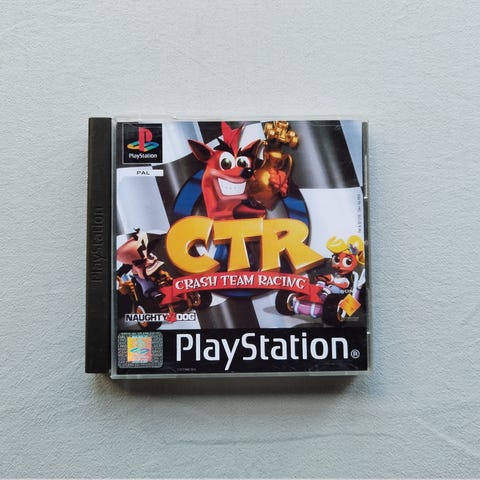 PlayStation
PAL
PlayStation
CTR
CRASH TEAM RACING
NAUGHTY DOG
PlayStation®